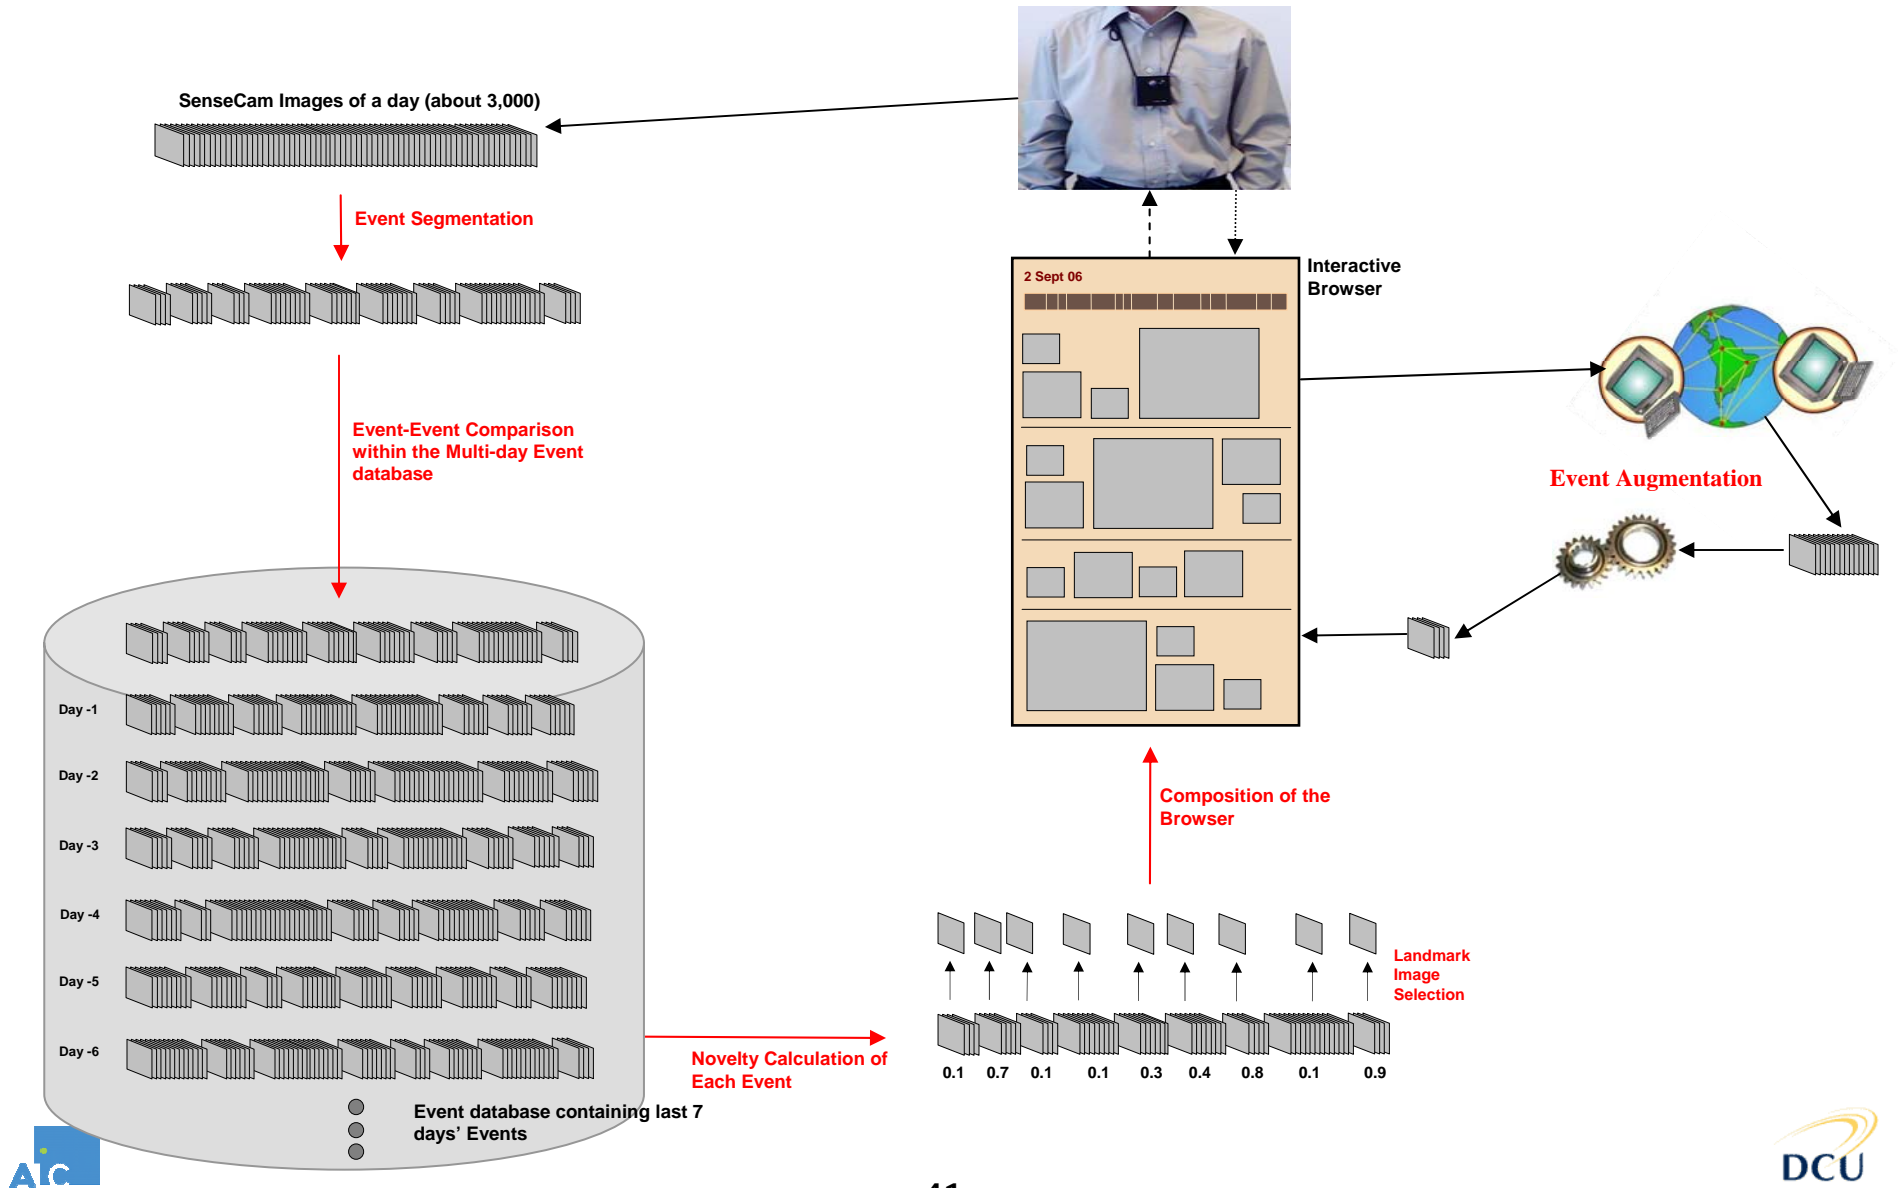 SenseCam Images of a day (about 3,000)
Event Segmentation
Event-Event Comparison
within the Multi-day Event
database
Day -1
Day -2
Day -3
Day -4
Day -5
Day -6
Event database containing last 7
days’ Events
Novelty Calculation of
Each Event
0.1 0.7 0.1 0.1 0.3 0.4 0.8 0.1 0.9
Landmark
Image
Selection
Composition of the
Browser
2 Sept 06
Interactive
Browser
Event Augmentation
AIC
DCU